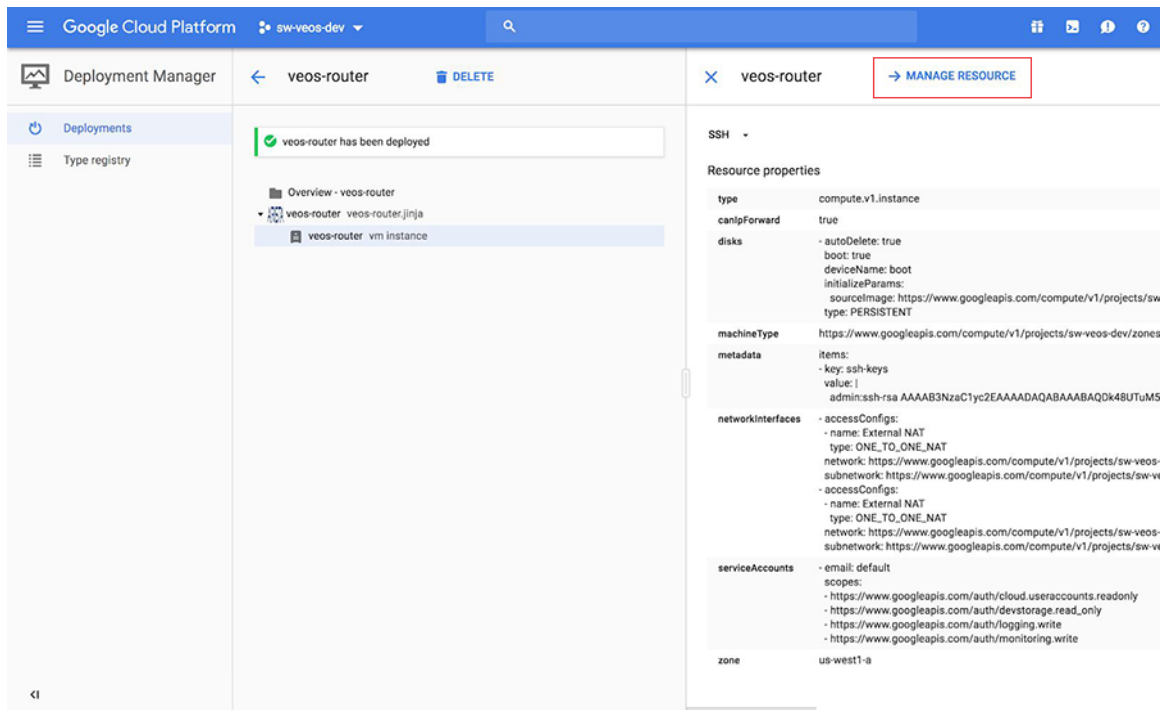 Google Cloud Platform
sw-veos-dev
Deployment Manager
veos-router
DELETE
veos-router
MANAGE RESOURCE
Deployments
Type registry
veos-router has been deployed
Overview - veos-router
veos-router veos-router.jinja
veos-router vm instance
SSH
Resource properties
type compute.v1.instance
canIpForward true
disks - autoDelete: true
boot: true
deviceName: boot
initializeParams:
sourceImage: https://www.googleapis.com/compute/v1/projects/sw
type: PERSISTENT
machineType https://www.googleapis.com/compute/v1/projects/sw-veos-dev/zones
metadata items:
- key: ssh-keys
value: |
admin:ssh-rsa AAAAB3NzaC1yc2EAAAADAQABAAABAQDk48UTuM5
networkInterfaces - accessConfigs:
- name: External NAT
type: ONE_TO_ONE_NAT
network: https://www.googleapis.com/compute/v1/projects/sw-veos-
subnetwork: https://www.googleapis.com/compute/v1/projects/sw-ve
- accessConfigs:
- name: External NAT
type: ONE_TO_ONE_NAT
network: https://www.googleapis.com/compute/v1/projects/sw-veos-
subnetwork: https://www.googleapis.com/compute/v1/projects/sw-ve
serviceAccounts - email: default
scopes:
- https://www.googleapis.com/auth/cloud.useraccounts.readonly
- https://www.googleapis.com/auth/devstorage.read_only
- https://www.googleapis.com/auth/logging.write
- https://www.googleapis.com/auth/monitoring.write
zone us-west1-a